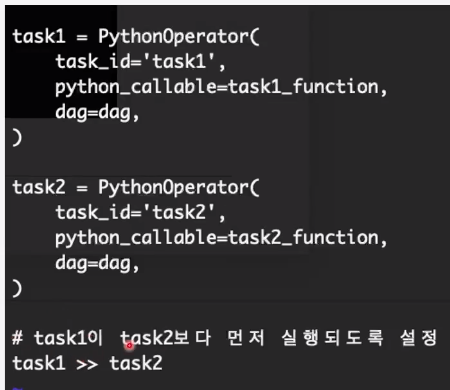 task1 = PythonOperator(
    task_id='task1',
    python_callable=task1_function,
    dag=dag,
)

task2 = PythonOperator(
    task_id='task2',
    python_callable=task2_function,
    dag=dag,
)

# task1이 task2보다 먼저 실행되도록 설정
task1 >> task2